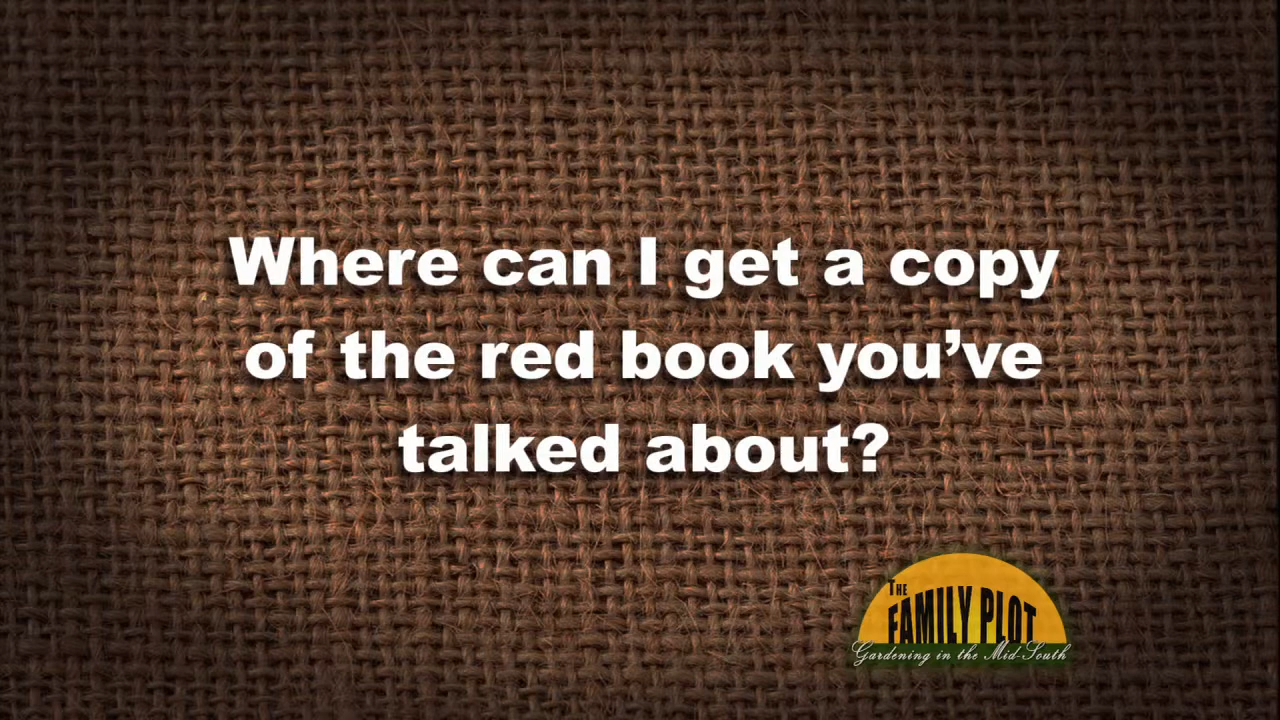 Where can I get a copy
of the red book you’ve
talked about?
THE
FAMILY PLOT
Gardening in the Mid-South